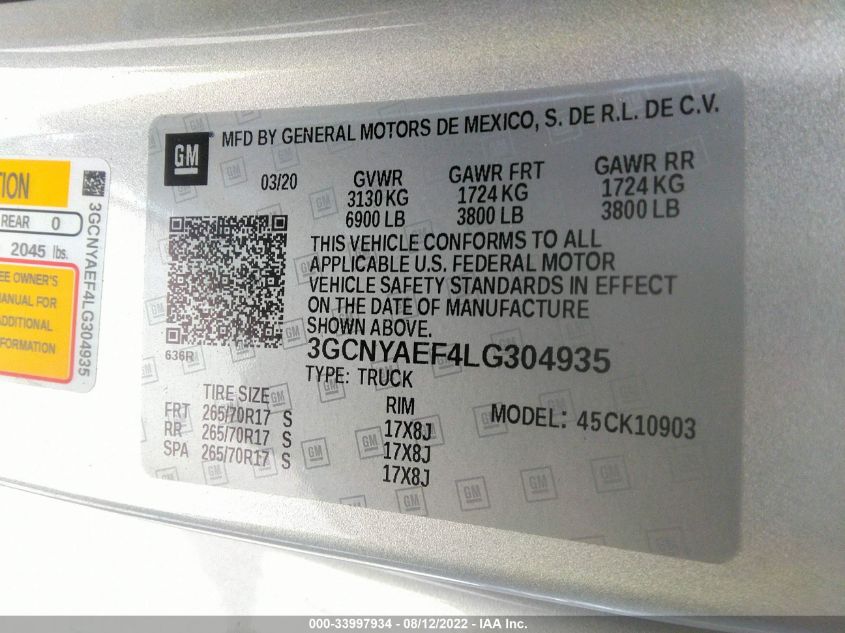 GM
MFD BY GENERAL MOTORS DE MEXICO, S. DE R.L. DE C.V.
03/20
GVWR
3130 KG
6900 LB
GAWR FRT
1724 KG
3800 LB
GAWR RR
1724 KG
3800 LB
THIS VEHICLE CONFORMS TO ALL
APPLICABLE U.S. FEDERAL MOTOR
VEHICLE SAFETY STANDARDS IN EFFECT
ON THE DATE OF MANUFACTURE
SHOWN ABOVE.
636R
3GCNYAEF4LG304935
TYPE: TRUCK
MODEL: 45CK10903
TIRE SIZE
RIM
FRT 265/70R17 S 17X8J
RR 265/70R17 S 17X8J
SPA 265/70R17 S 17X8J
REAR 0
2045 lbs.
OWNER'S
MANUAL FOR
ADDITIONAL
INFORMATION
3GCNYAEF4LG304935
000-33997934 - 08/12/2022 - IAA Inc.